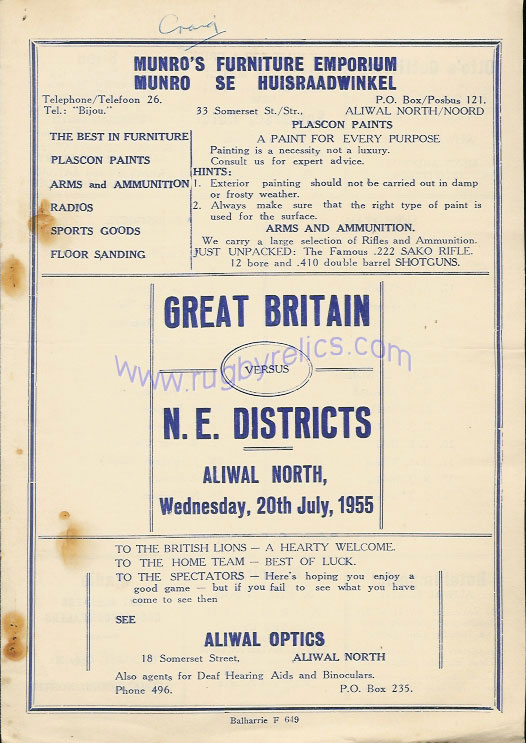 Craig
MUNRO'S FURNITURE EMPORIUM
MUNRO SE HUISRAADWINKEL
Telephone/Telefoon 26. P.O. Box/Posbus 121.
Tel.: "Bijou." 33 Somerset St./Str., ALIWAL NORTH/NOORD
THE BEST IN FURNITURE
PLASCON PAINTS
ARMS and AMMUNITION
RADIOS
SPORTS GOODS
FLOOR SANDING
PLASCON PAINTS
A PAINT FOR EVERY PURPOSE
Painting is a necessity not a luxury.
Consult us for expert advice.
HINTS:
1. Exterior painting should not be carried out in damp
or frosty weather.
2. Always make sure that the right type of paint is
used for the surface.
ARMS AND AMMUNITION.
We carry a large selection of Rifles and Ammunition.
JUST UNPACKED: The Famous .222 SAKO RIFLE.
12 bore and .410 double barrel SHOTGUNS.
GREAT BRITAIN
VERSUS
www.rugbyrelics.com
N. E. DISTRICTS
ALIWAL NORTH,
Wednesday, 20th July, 1955
TO THE BRITISH LIONS — A HEARTY WELCOME.
TO THE HOME TEAM — BEST OF LUCK.
TO THE SPECTATORS — Here's hoping you enjoy a
good game — but if you fail to see what you have
come to see then
SEE
ALIWAL OPTICS
18 Somerset Street, ALIWAL NORTH
Also agents for Deaf Hearing Aids and Binoculars.
Phone 496. P.O. Box 235.
Balharrie F 649